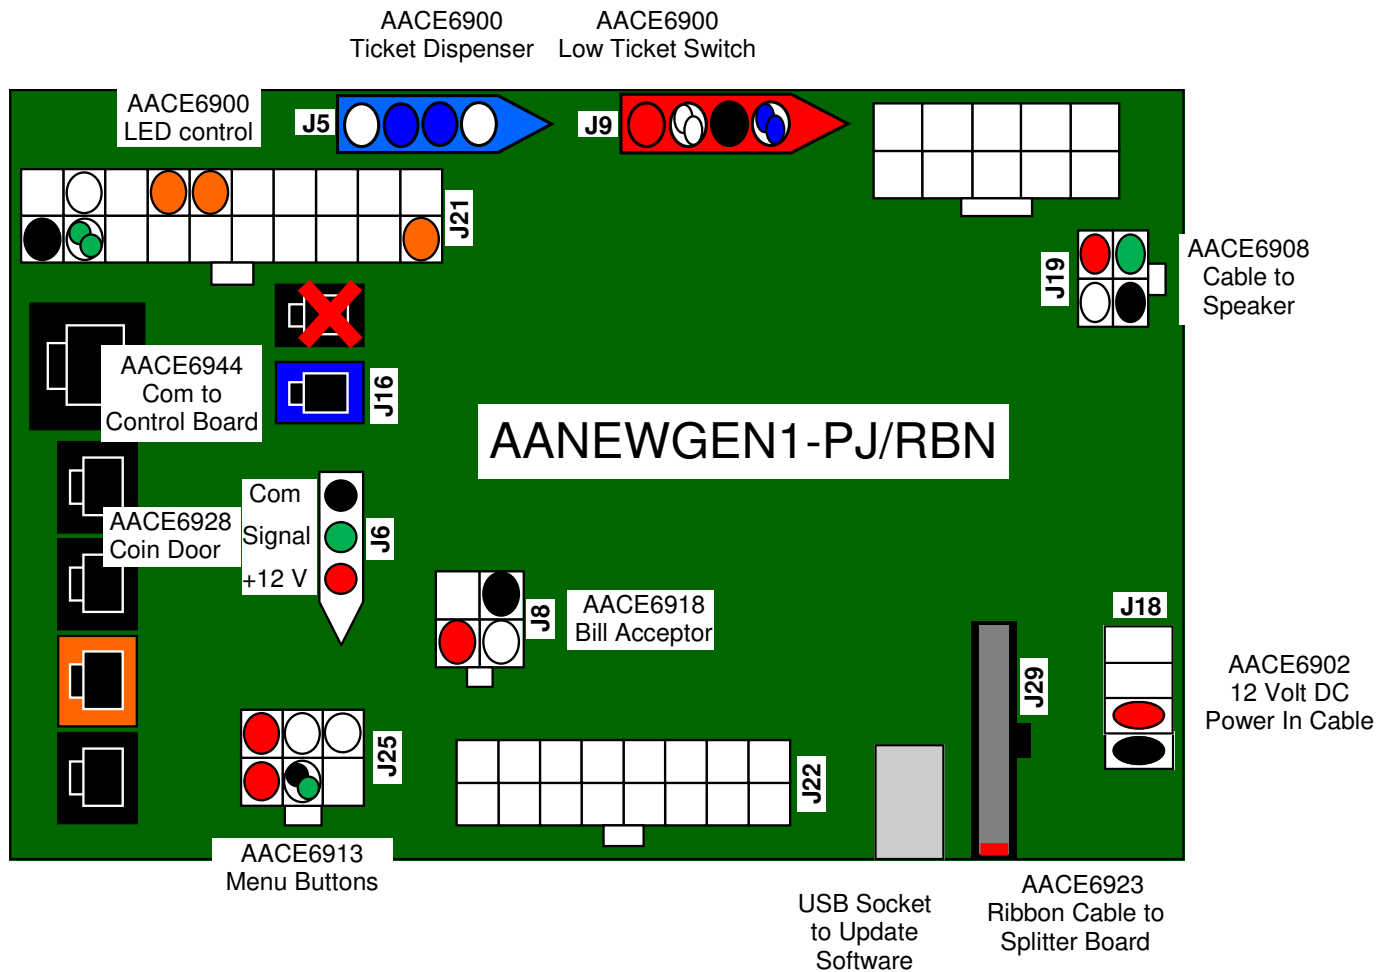 AACE6900
Ticket Dispenser
AACE6900
Low Ticket Switch
AACE6900
LED control
J5
J9
J21
J19
AACE6908
Cable to
Speaker
AACE6944
Com to
Control Board
J16
AANEWGEN1-PJ/RBN
Com
Signal
+12 V
J6
AACE6928
Coin Door
J8
AACE6918
Bill Acceptor
J18
J29
AACE6902
12 Volt DC
Power In Cable
J25
J22
AACE6913
Menu Buttons
USB Socket
to Update
Software
AACE6923
Ribbon Cable to
Splitter Board